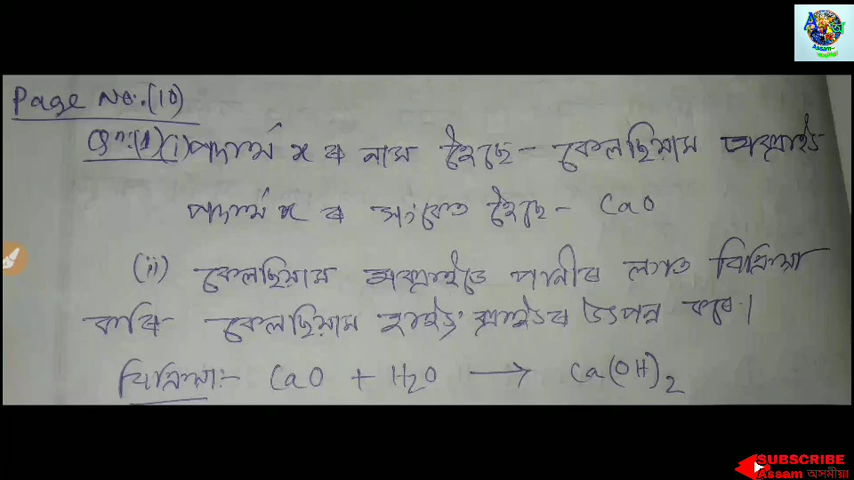 Page No:.(10)
Qn:(1)(i) পদাৰ্থ x ৰ নাম হৈছে - কেলছিয়াম অক্সাইড
পদাৰ্থ x ৰ সংকেত হৈছে - CaO
(ii) কেলছিয়াম অক্সাইডে পানীৰ লগত বিক্ৰিয়া
কৰি কেলছিয়াম হাইড্ৰ'ক্সাইডৰ উৎপন্ন কৰে।
বিক্ৰিয়া:- CaO + H₂O ⟶ Ca(OH)₂
SUBSCRIBE
Assam অসমীয়া